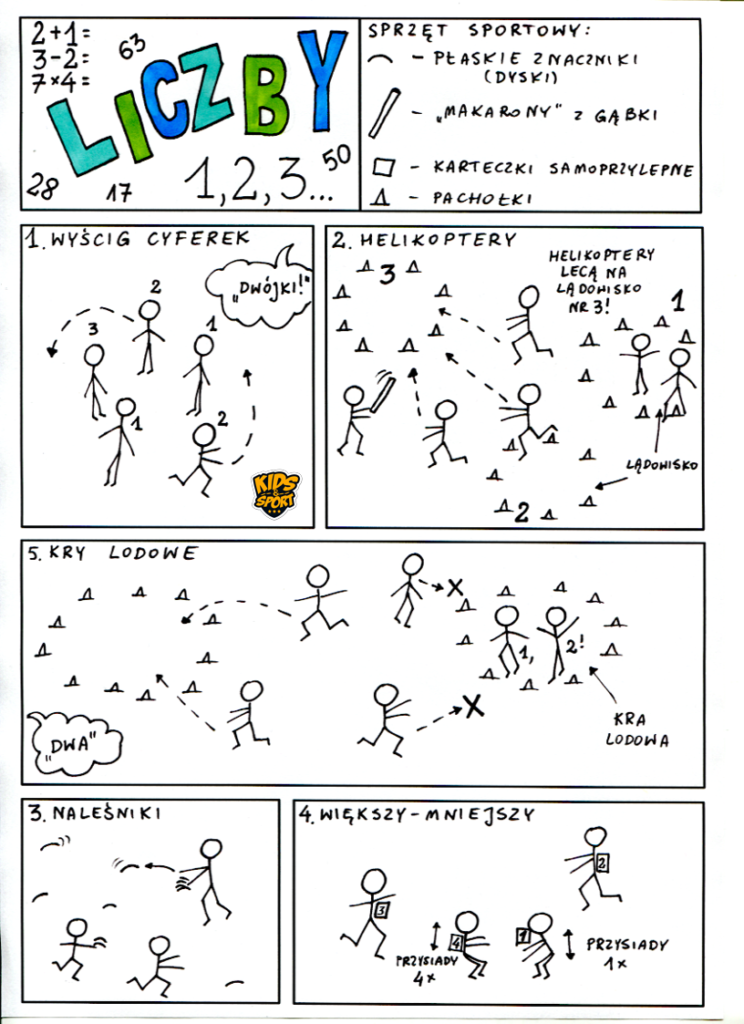 2+1=
3-2=
7×4=
63
LICZBY
28
17
1,2,3...
50
SPRZĘT SPORTOWY:
- PŁASKIE ZNACZNIKI
(DYSKI)
- „MAKARONY" Z GĄBKI
- KARTECZKI SAMOPRZYLEPNE
- PACHOŁKI
1. WYŚCIG CYFEREK
„DWÓJKI!"
2
3
1
1
2
KIDS
&
SPORT
2. HELIKOPTERY
3
HELIKOPTERY
LECĄ NA
LĄDOWISKO
NR 3!
1
LĄDOWISKO
2
5. KRY LODOWE
X
1,
2!
X
KRA
LODOWA
„DWA"
3. NALEŚNIKI
4. WIĘKSZY-MNIEJSZY
2
3
4
1
PRZYSIADY
4x
PRZYSIADY
1x